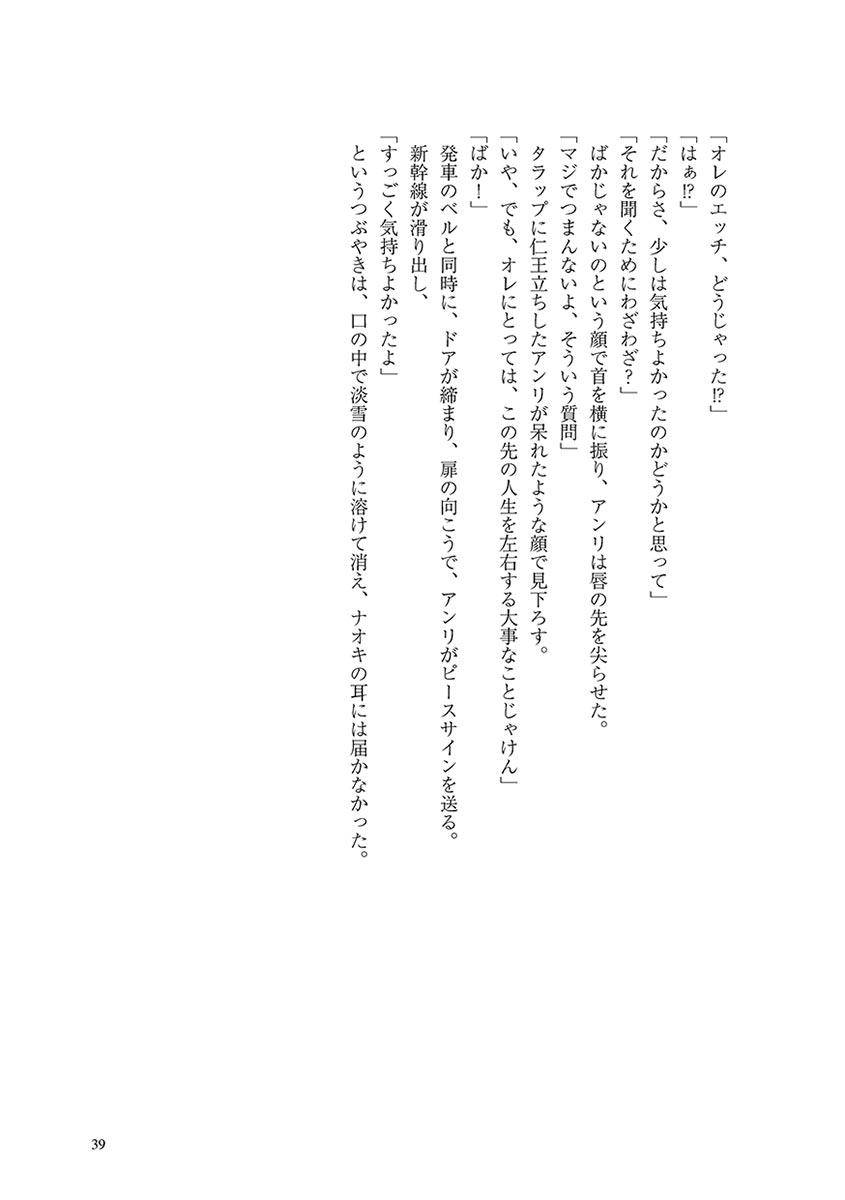 「オレのエッチ、どうじゃった⁉」
「はぁ⁉」
「だからさ、少しは気持ちよかったのかどうかと思って」
「それを聞くためにわざわざ？」
ばかじゃないのという顔で首を横に振り、アンリは唇の先を尖らせた。
「マジでつまんないよ、そういう質問」
タラップに仁王立ちしたアンリが呆れたような顔で見下ろす。
「いや、でも、オレにとっては、この先の人生を左右する大事なことじゃけん」
「ばか！」
発車のベルと同時に、ドアが締まり、扉の向こうで、アンリがピースサインを送る。
新幹線が滑り出し、
「すっごく気持ちよかったよ」
というつぶやきは、口の中で淡雪のように溶けて消え、ナオキの耳には届かなかった。
39